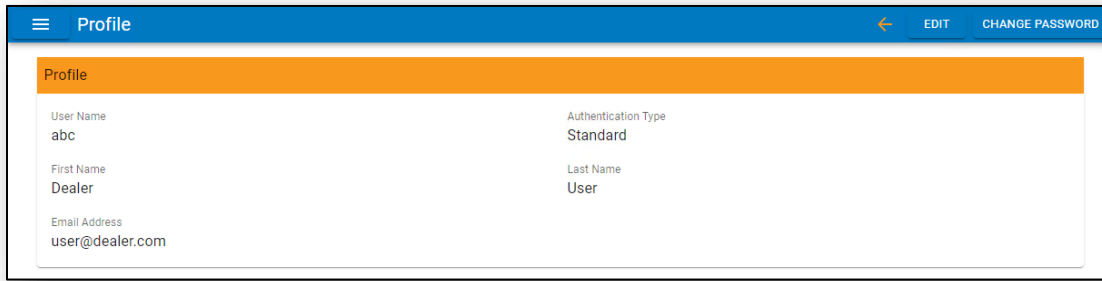 Profile
EDIT
CHANGE PASSWORD
Profile
User Name
abc
Authentication Type
Standard
First Name
Dealer
Last Name
User
Email Address
user@dealer.com